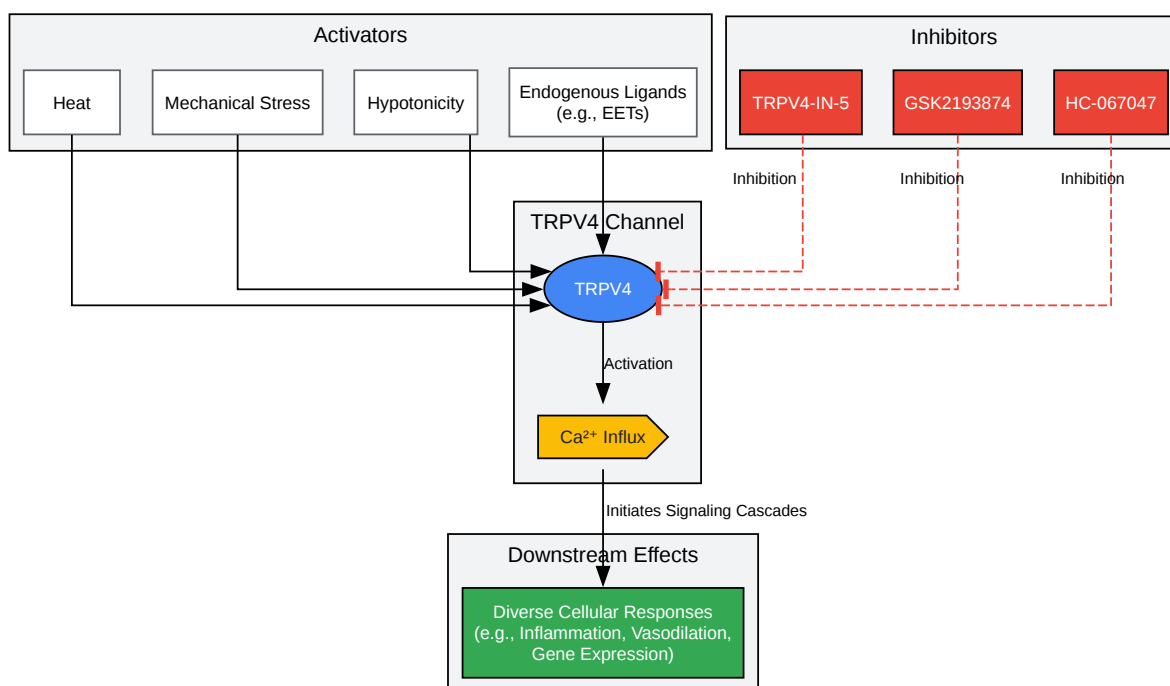 Activators
Inhibitors
Heat
Mechanical Stress
Hypotonicity
Endogenous Ligands
(e.g., EETs)
TRPV4-IN-5
GSK2193874
HC-067047
Inhibition
Inhibition
Inhibition
TRPV4 Channel
TRPV4
Activation
Ca²⁺ Influx
Initiates Signaling Cascades
Downstream Effects
Diverse Cellular Responses
(e.g., Inflammation, Vasodilation,
Gene Expression)